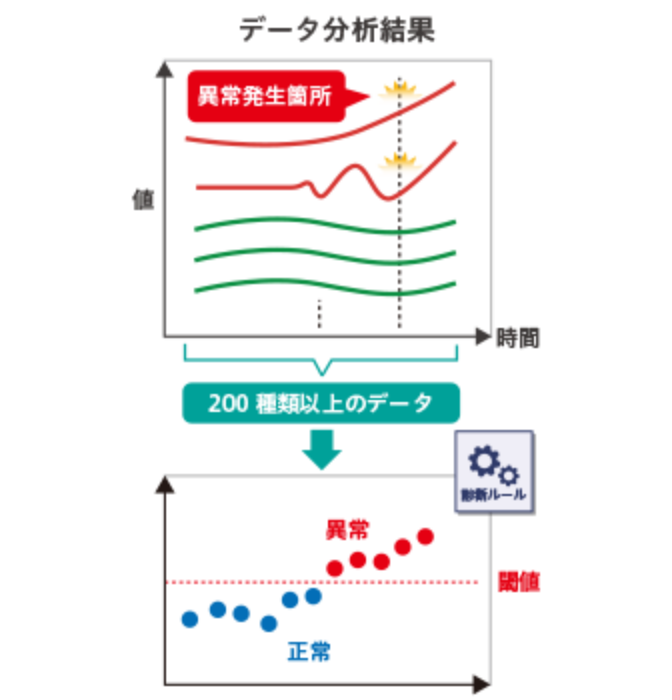 データ分析結果
異常発生箇所
値
時間
200 種類以上のデータ
診断ルール
異常
閾値
正常